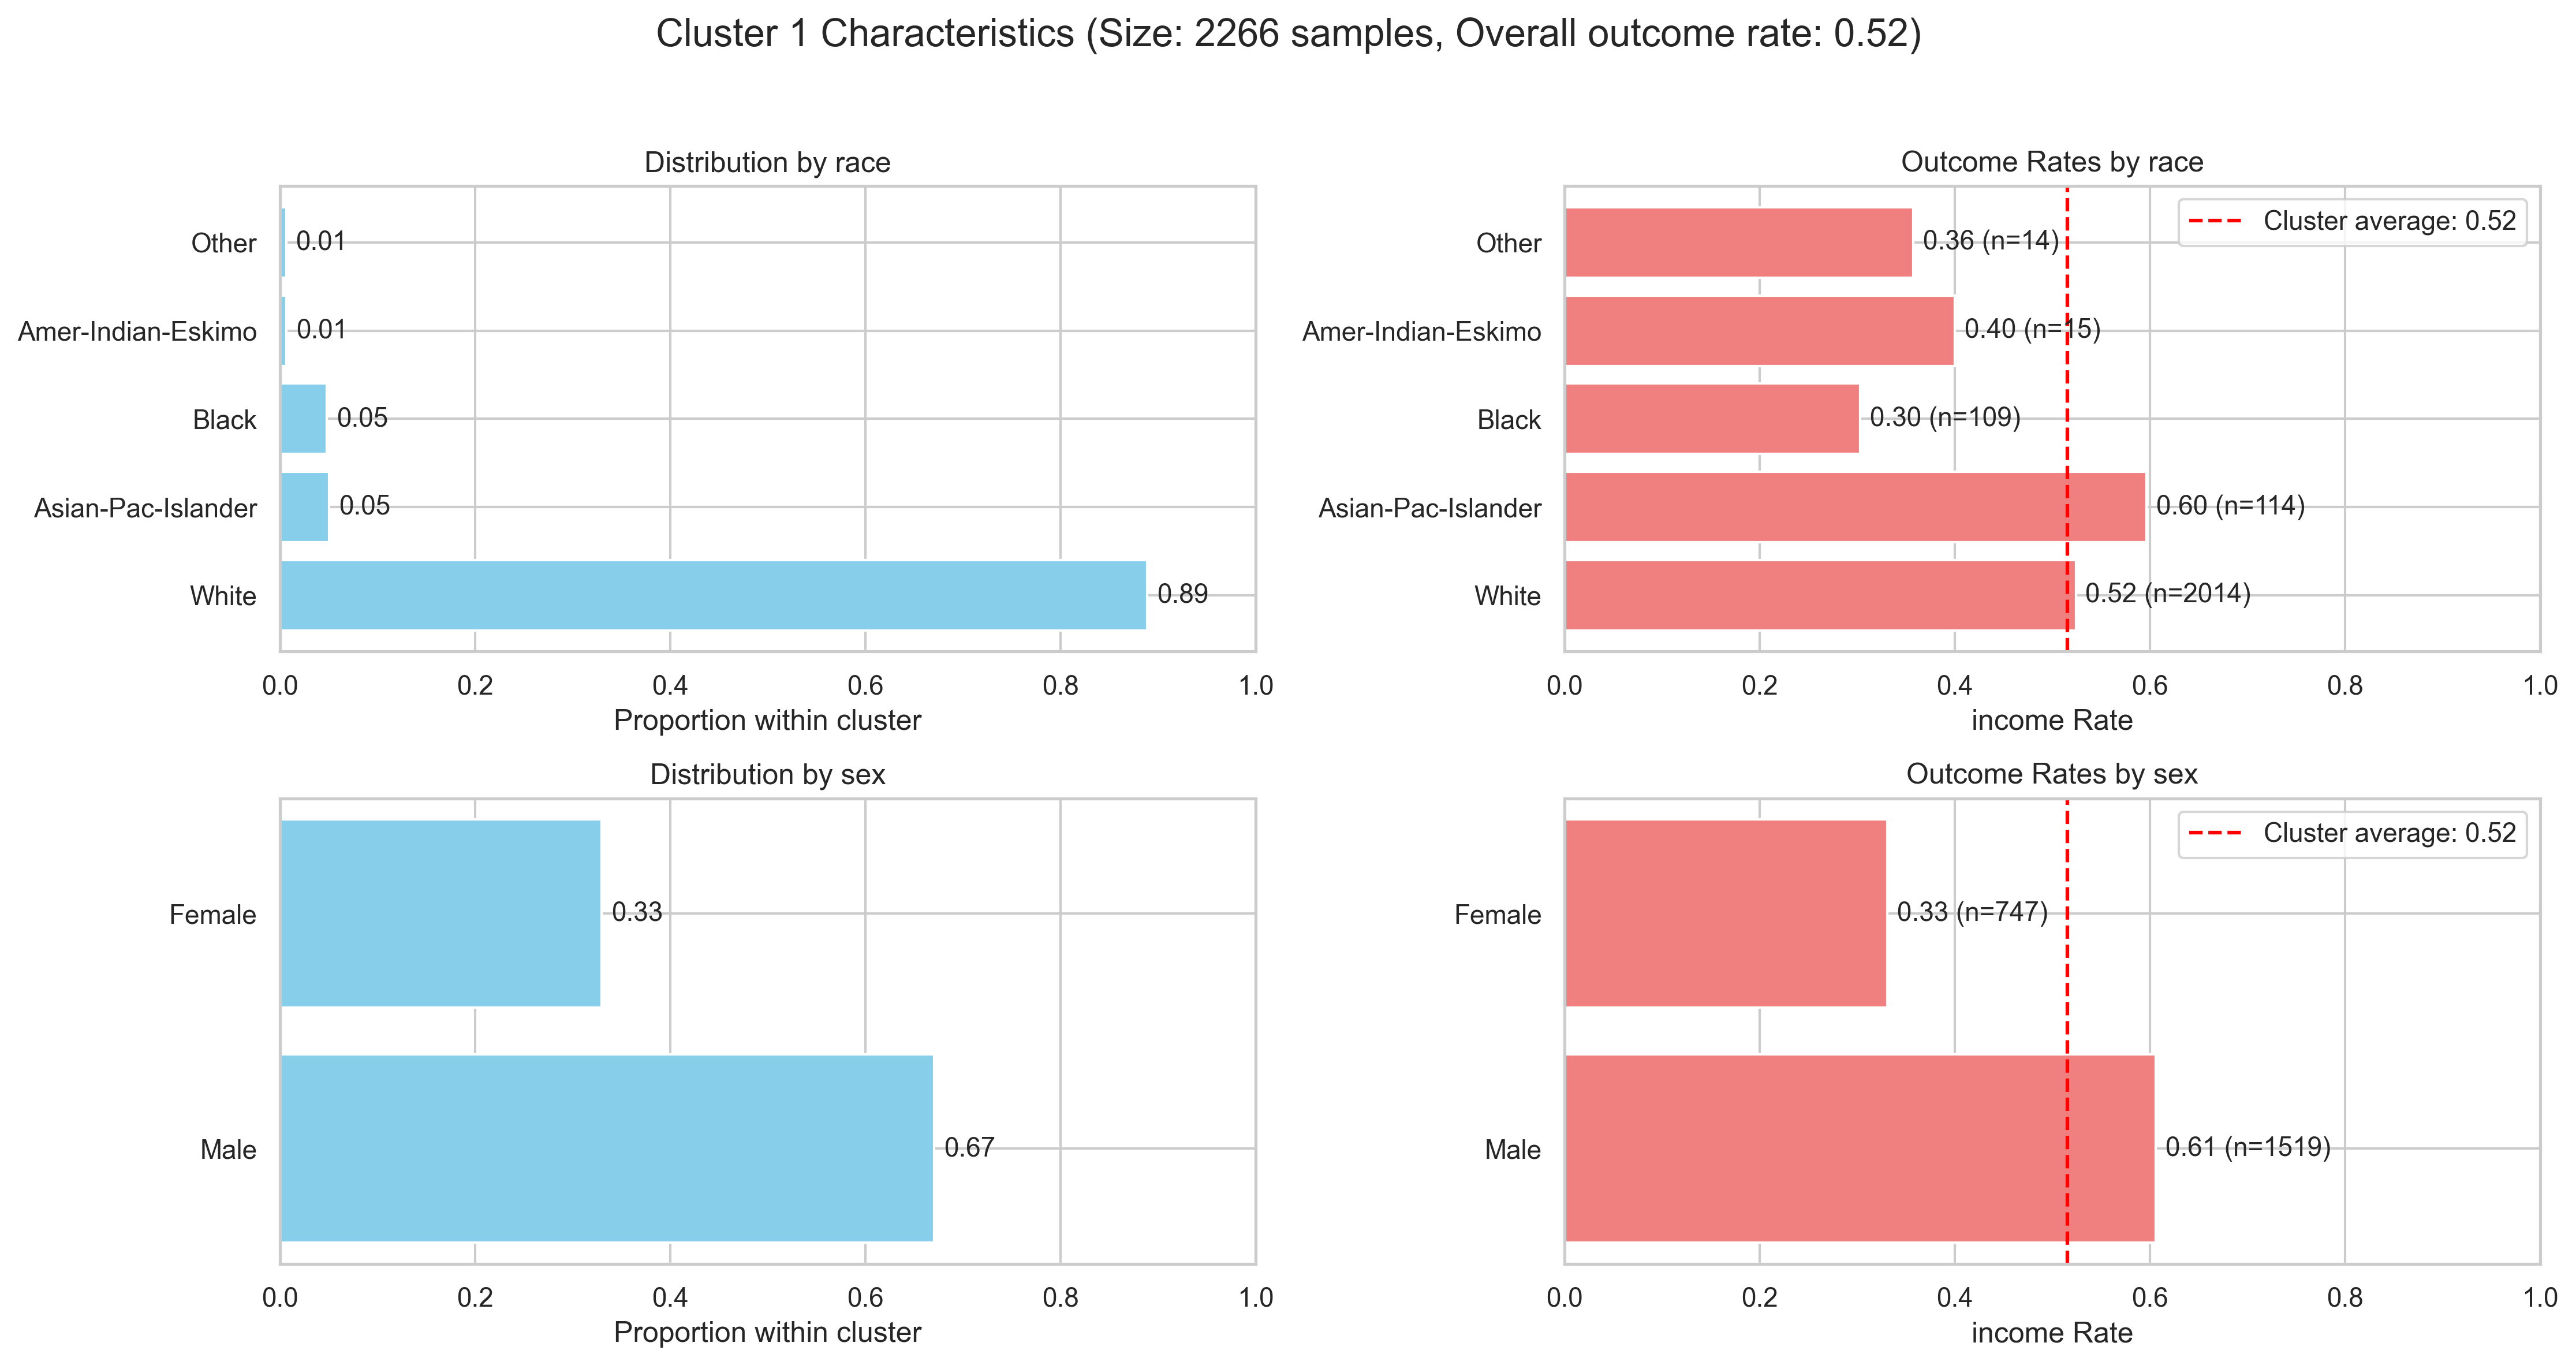 Cluster 1 Characteristics (Size: 2266 samples, Overall outcome rate: 0.52)
Distribution by race
Other
0.01
Amer-Indian-Eskimo
0.01
Black
0.05
Asian-Pac-Islander
0.05
White
0.89
0.0 0.2 0.4 0.6 0.8 1.0
Proportion within cluster
Outcome Rates by race
Cluster average: 0.52
Other
0.36 (n=14)
Amer-Indian-Eskimo
0.40 (n=15)
Black
0.30 (n=109)
Asian-Pac-Islander
0.60 (n=114)
White
0.52 (n=2014)
0.0 0.2 0.4 0.6 0.8 1.0
income Rate
Distribution by sex
Female
0.33
Male
0.67
0.0 0.2 0.4 0.6 0.8 1.0
Proportion within cluster
Outcome Rates by sex
Cluster average: 0.52
Female
0.33 (n=747)
Male
0.61 (n=1519)
0.0 0.2 0.4 0.6 0.8 1.0
income Rate